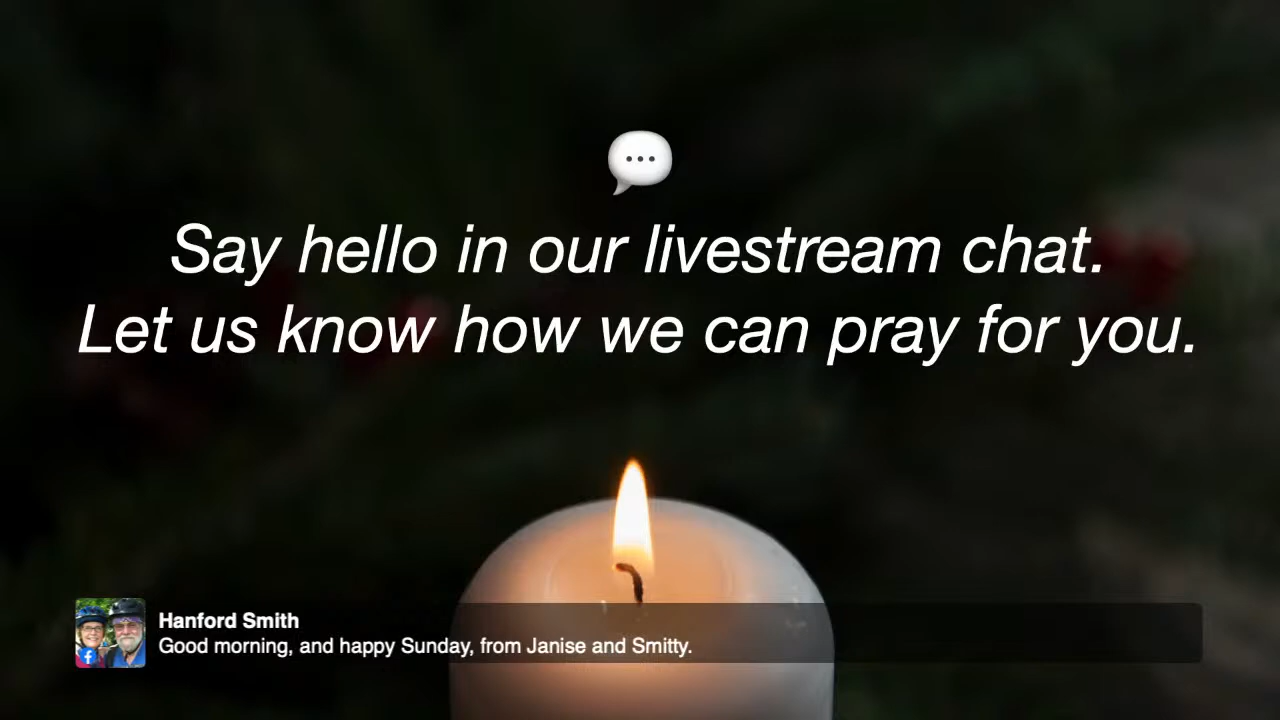 Say hello in our livestream chat.
Let us know how we can pray for you.
Hanford Smith
Good morning, and happy Sunday, from Janise and Smitty.